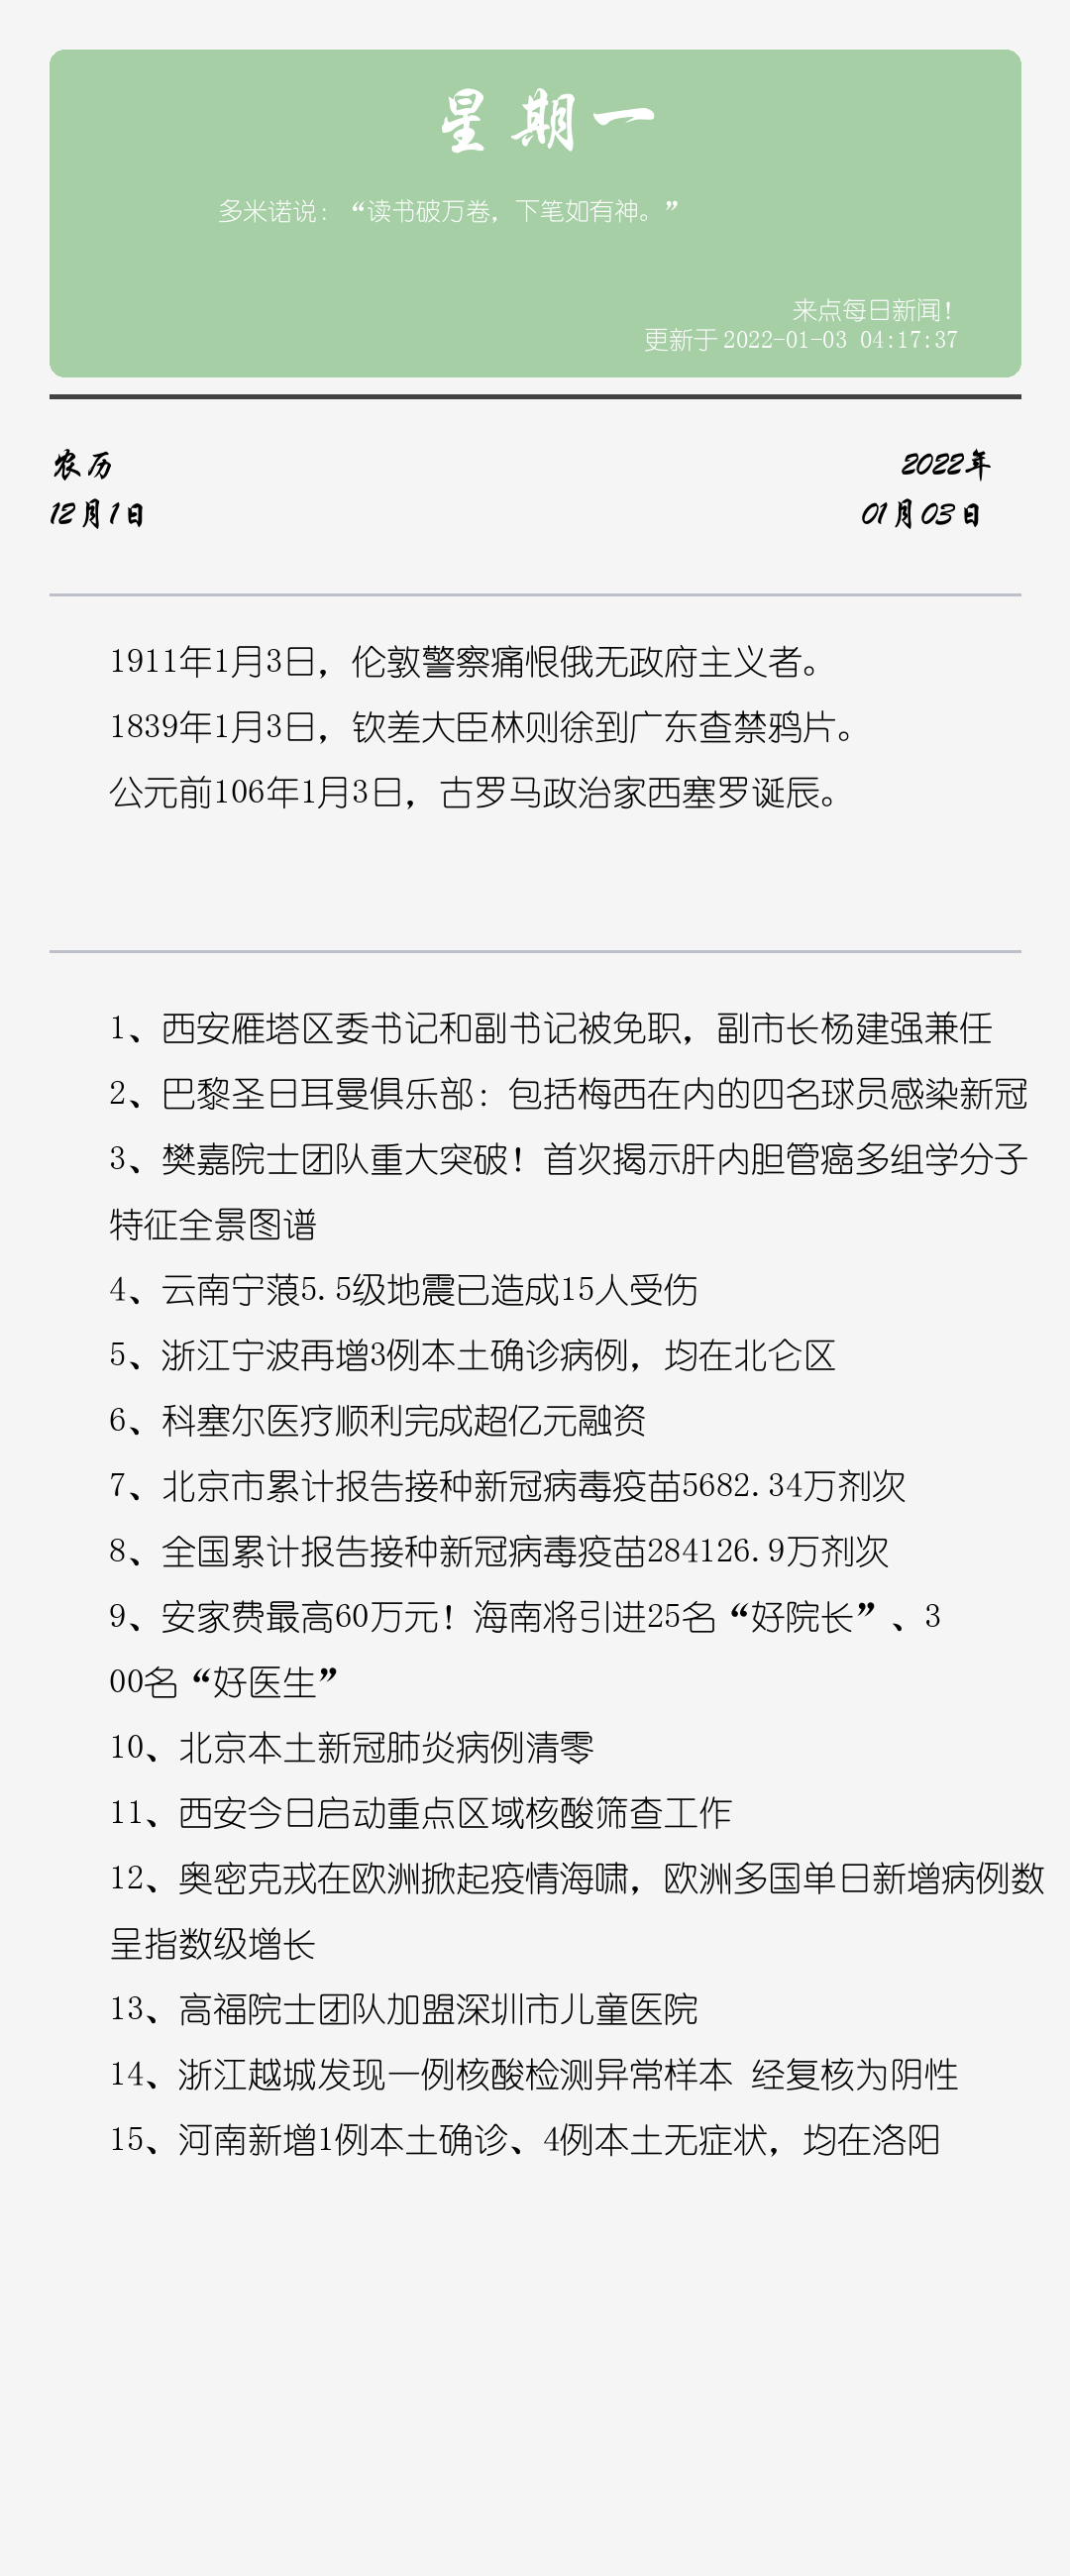 星期一
多米诺说：“读书破万卷，下笔如有神。”
来点每日新闻！
更新于 2022-01-03 04:17:37
农历
12月1日
2022年
01月03日
1911年1月3日，伦敦警察痛恨俄无政府主义者。
1839年1月3日，钦差大臣林则徐到广东查禁鸦片。
公元前106年1月3日，古罗马政治家西塞罗诞辰。
1、西安雁塔区委书记和副书记被免职，副市长杨建强兼任
2、巴黎圣日耳曼俱乐部：包括梅西在内的四名球员感染新冠
3、樊嘉院士团队重大突破！首次揭示肝内胆管癌多组学分子
特征全景图谱
4、云南宁蒗5.5级地震已造成15人受伤
5、浙江宁波再增3例本土确诊病例，均在北仑区
6、科塞尔医疗顺利完成超亿元融资
7、北京市累计报告接种新冠病毒疫苗5682.34万剂次
8、全国累计报告接种新冠病毒疫苗284126.9万剂次
9、安家费最高60万元！海南将引进25名“好院长”、3
00名“好医生”
10、北京本土新冠肺炎病例清零
11、西安今日启动重点区域核酸筛查工作
12、奥密克戎在欧洲掀起疫情海啸，欧洲多国单日新增病例数
呈指数级增长
13、高福院士团队加盟深圳市儿童医院
14、浙江越城发现一例核酸检测异常样本 经复核为阴性
15、河南新增1例本土确诊、4例本土无症状，均在洛阳